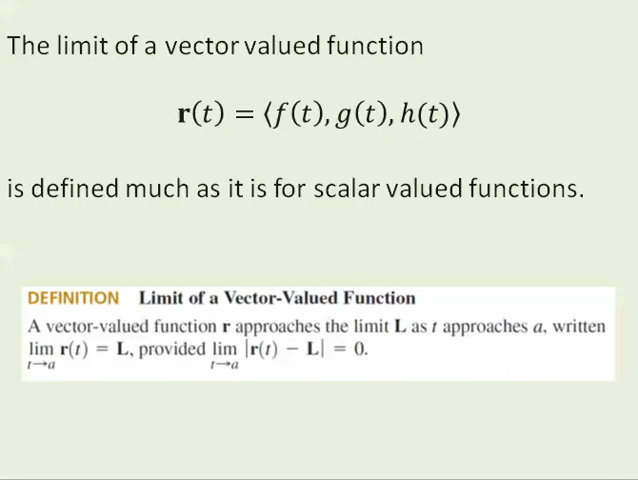 The limit of a vector valued function
r(t) = ⟨f(t), g(t), h(t)⟩
is defined much as it is for scalar valued functions.
DEFINITION Limit of a Vector-Valued Function
A vector-valued function r approaches the limit L as t approaches a, written
lim r(t) = L, provided lim |r(t) − L| = 0.
t→a t→a